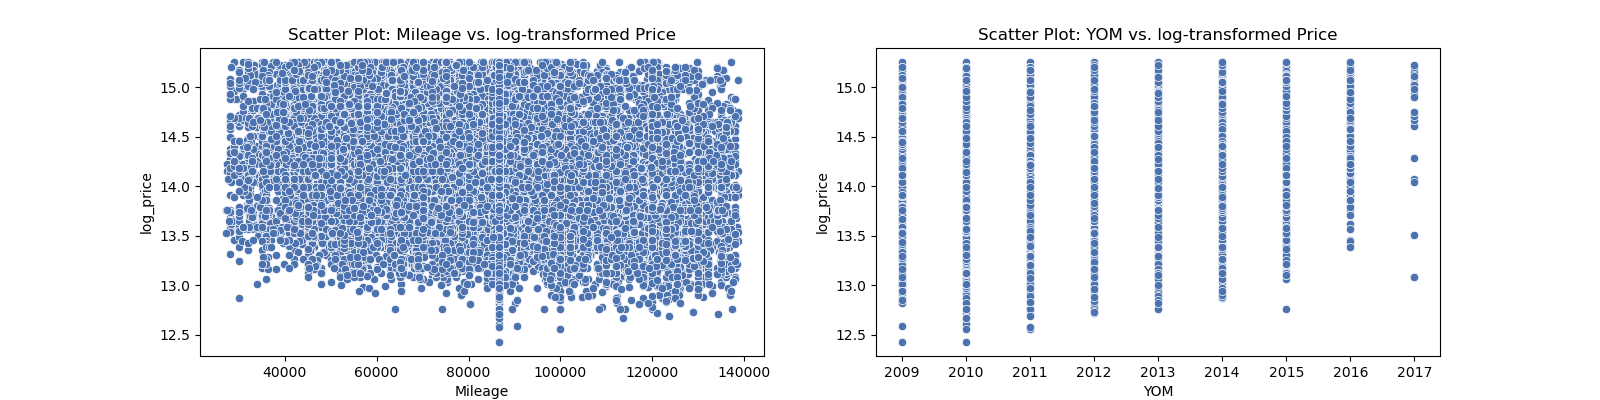 Scatter Plot: Mileage vs. log-transformed Price
log_price
15.0
14.5
14.0
13.5
13.0
12.5
40000 60000 80000 100000 120000 140000
Mileage
Scatter Plot: YOM vs. log-transformed Price
log_price
15.0
14.5
14.0
13.5
13.0
12.5
2009 2010 2011 2012 2013 2014 2015 2016 2017
YOM